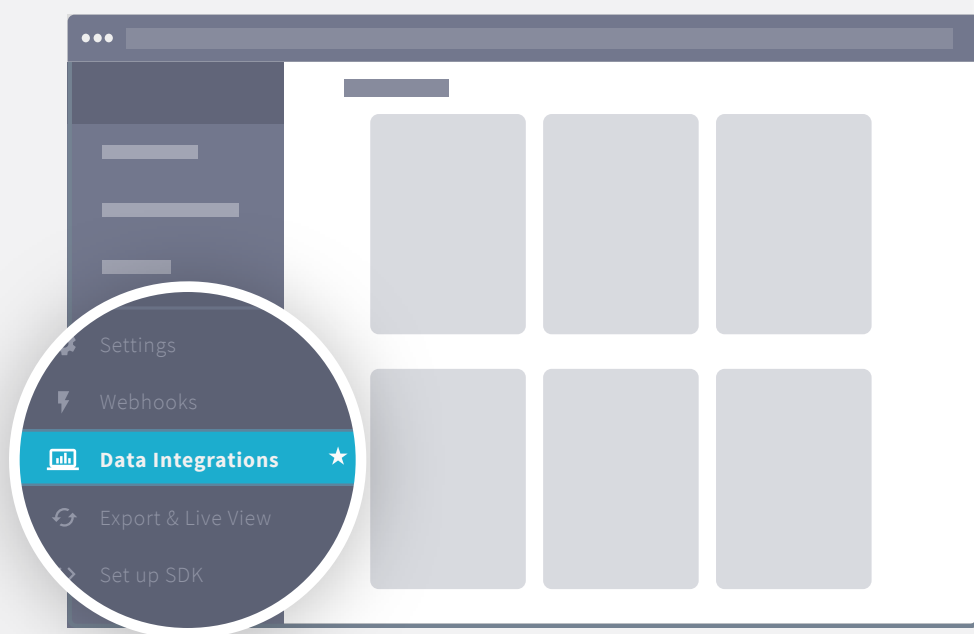 Settings
Webhooks
Data Integrations
Export & Live View
Set up SDK